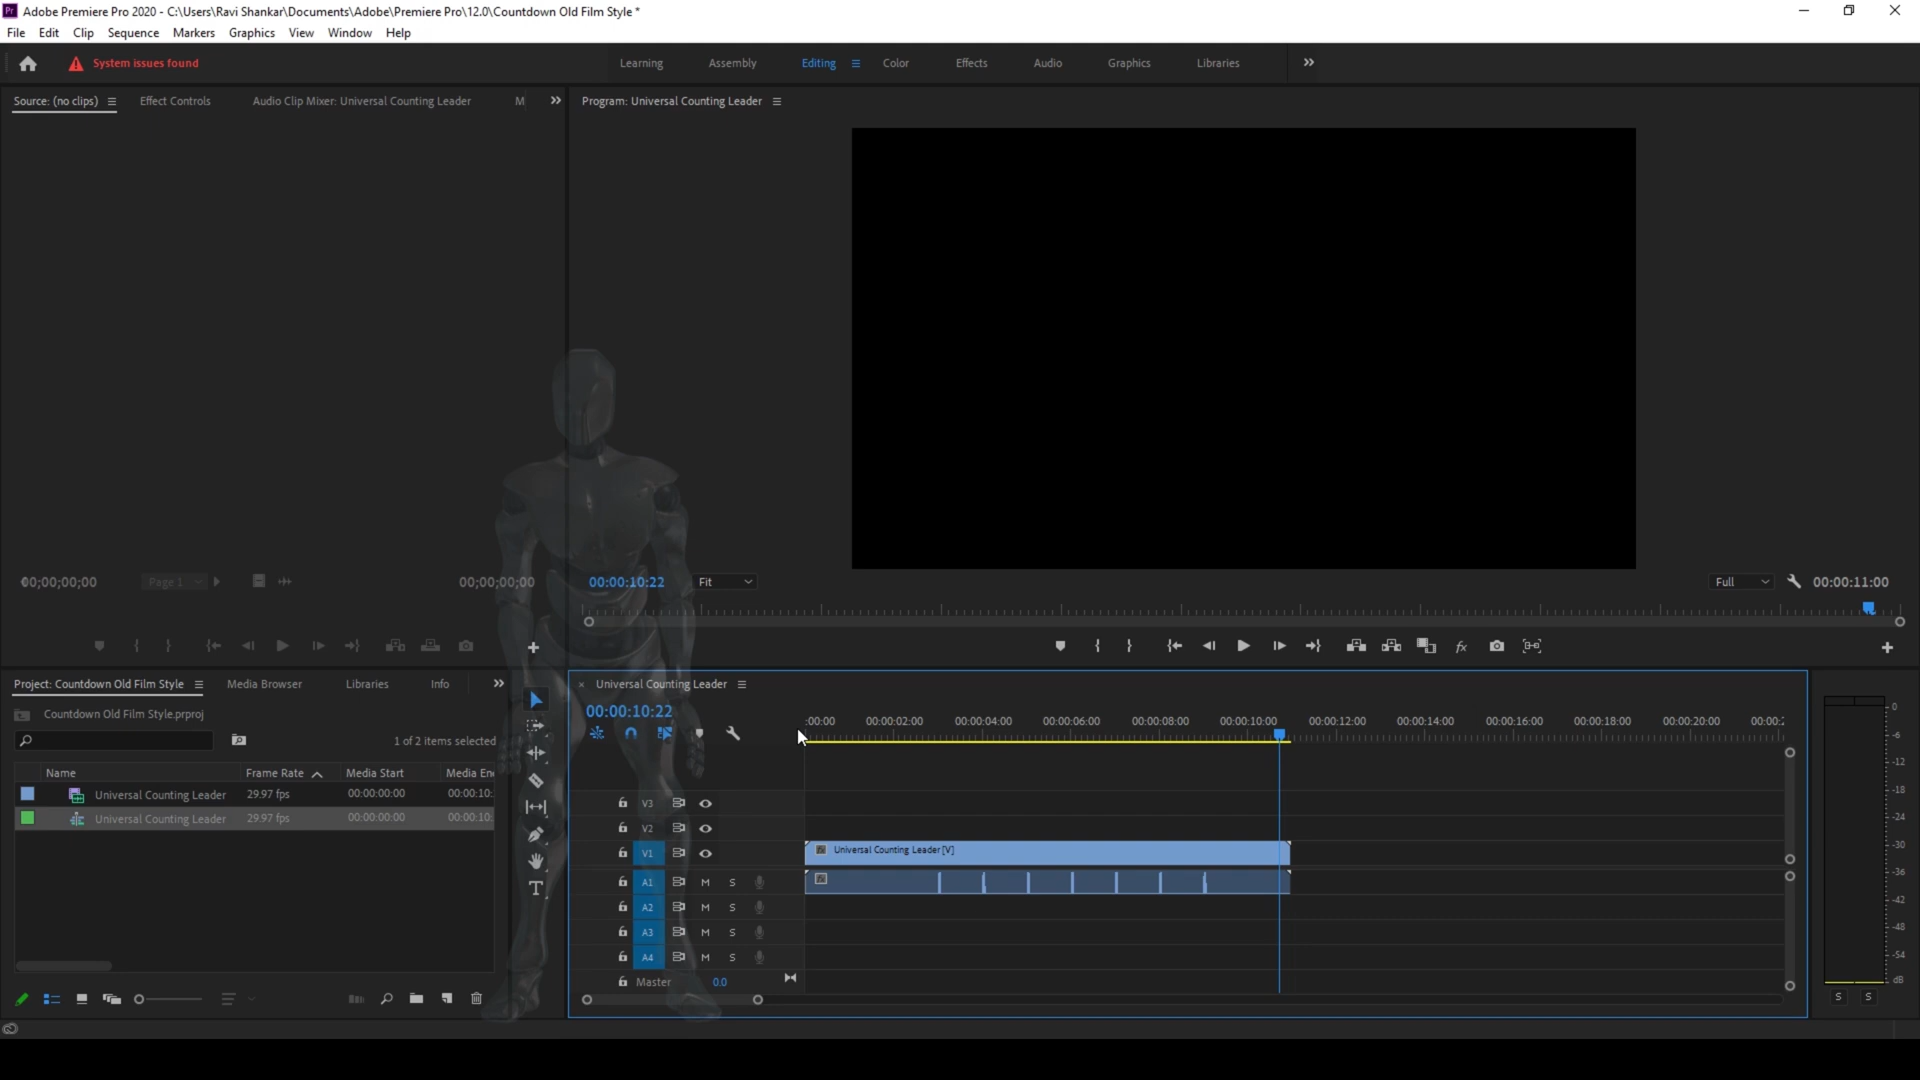 Adobe Premiere Pro 2020 - C:\Users\Ravi Shankar\Documents\Adobe\Premiere Pro\12.0\Countdown Old Film Style *
File Edit Clip Sequence Markers Graphics View Window Help
System issues found
Learning Assembly Editing Color Effects Audio Graphics Libraries
Source: (no clips) Effect Controls Audio Clip Mixer: Universal Counting Leader M
Program: Universal Counting Leader
00;00;00;00 Page 1 00;00;00;00
00:00:10:22 Fit Full 00:00:11:00
Project: Countdown Old Film Style Media Browser Libraries Info
Countdown Old Film Style.prproj
1 of 2 items selected
Name Frame Rate Media Start Media En
Universal Counting Leader 29.97 fps 00:00:00:00 00:00:10:
Universal Counting Leader 29.97 fps 00:00:00:00 00:00:10:
Universal Counting Leader
00:00:10:22
:00:00 00:00:02:00 00:00:04:00 00:00:06:00 00:00:08:00 00:00:10:00 00:00:12:00 00:00:14:00 00:00:16:00 00:00:18:00 00:00:20:00 00:00:2
V3
V2
V1 Universal Counting Leader [V]
A1 M S
A2 M S
A3 M S
A4 M S
Master 0.0
0
-6
-12
-18
-24
-30
-36
-42
-48
-54
dB
S S